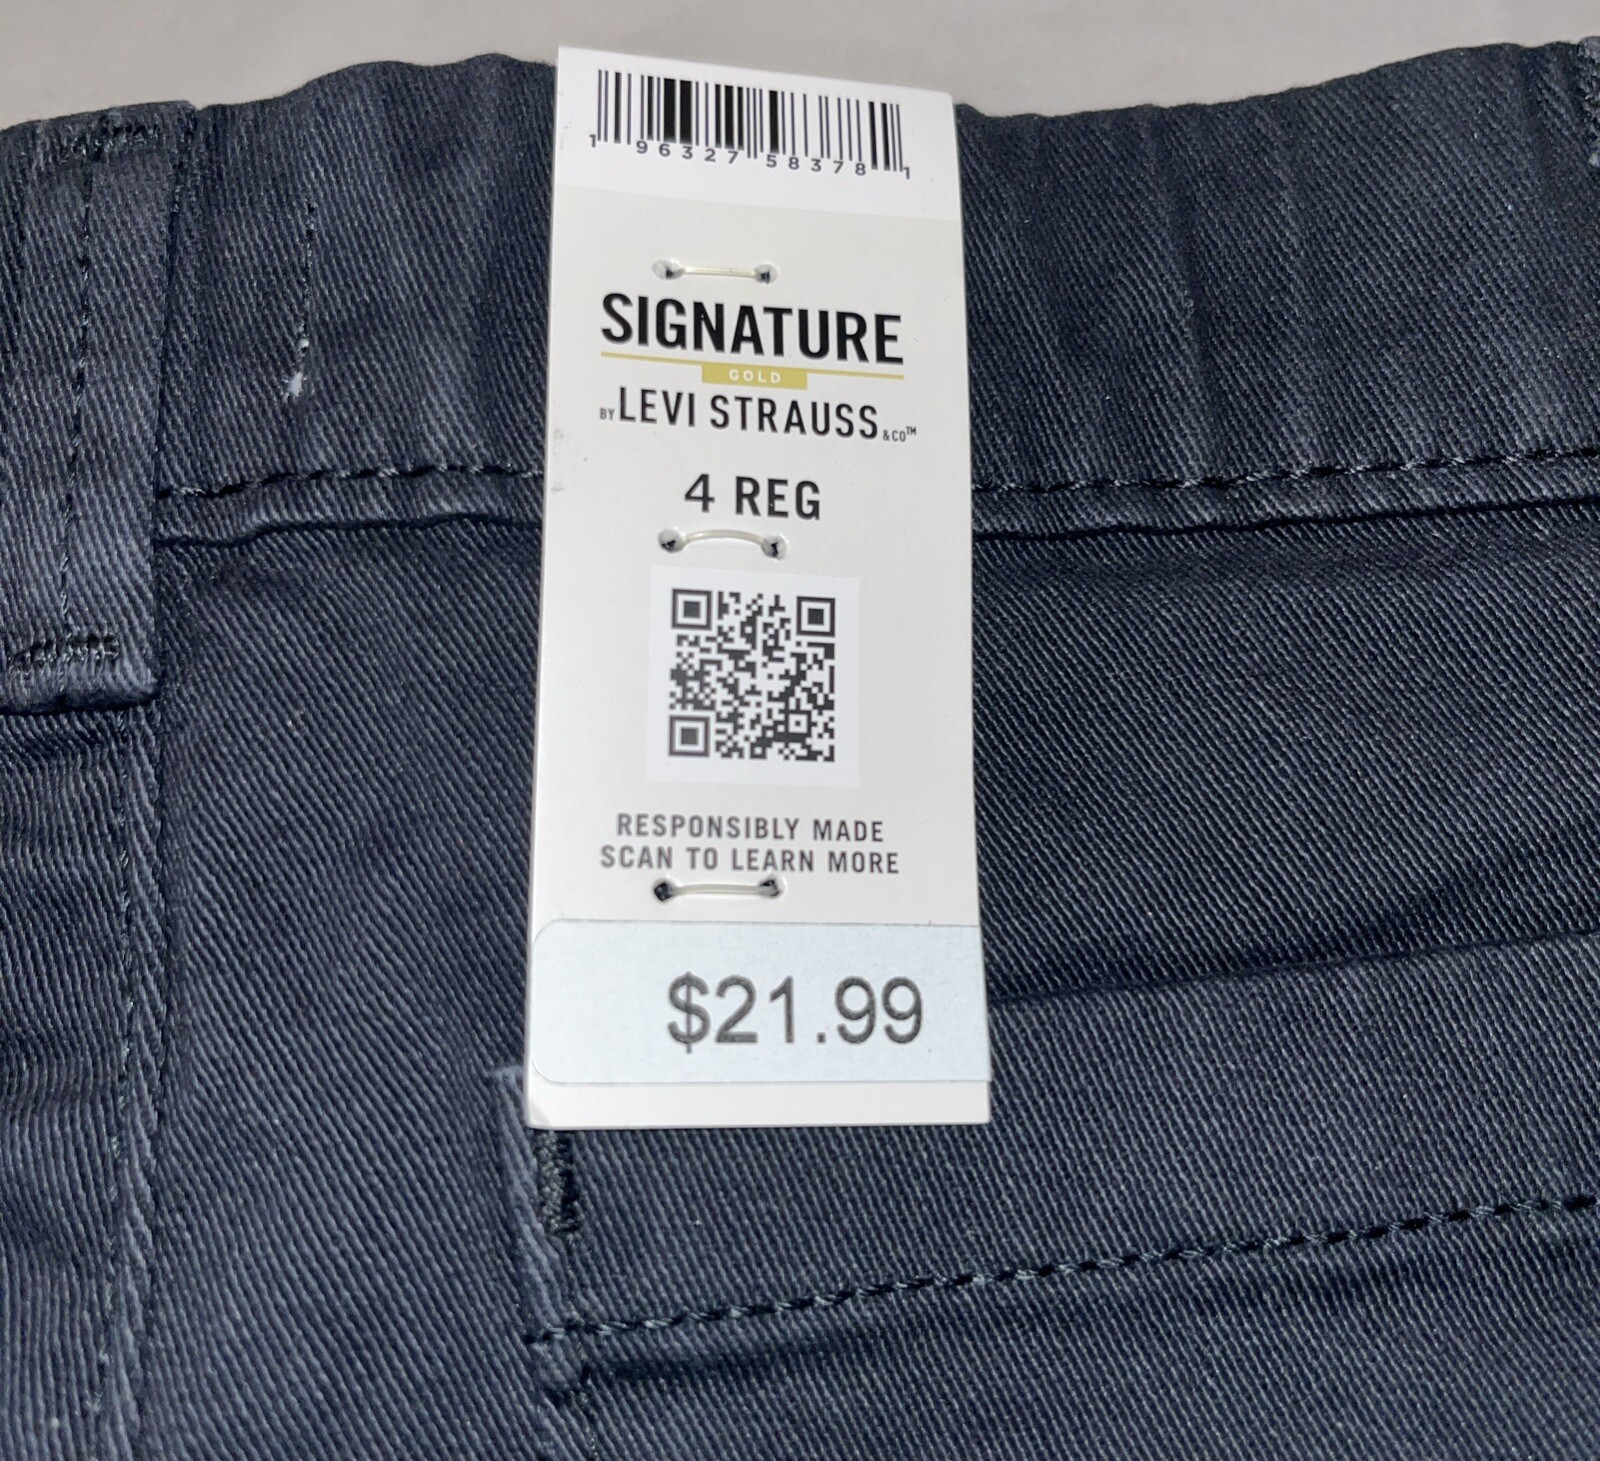 1 96327 58378 1
SIGNATURE
GOLD
BY LEVI STRAUSS & CO™
4 REG
RESPONSIBLY MADE
SCAN TO LEARN MORE
$21.99